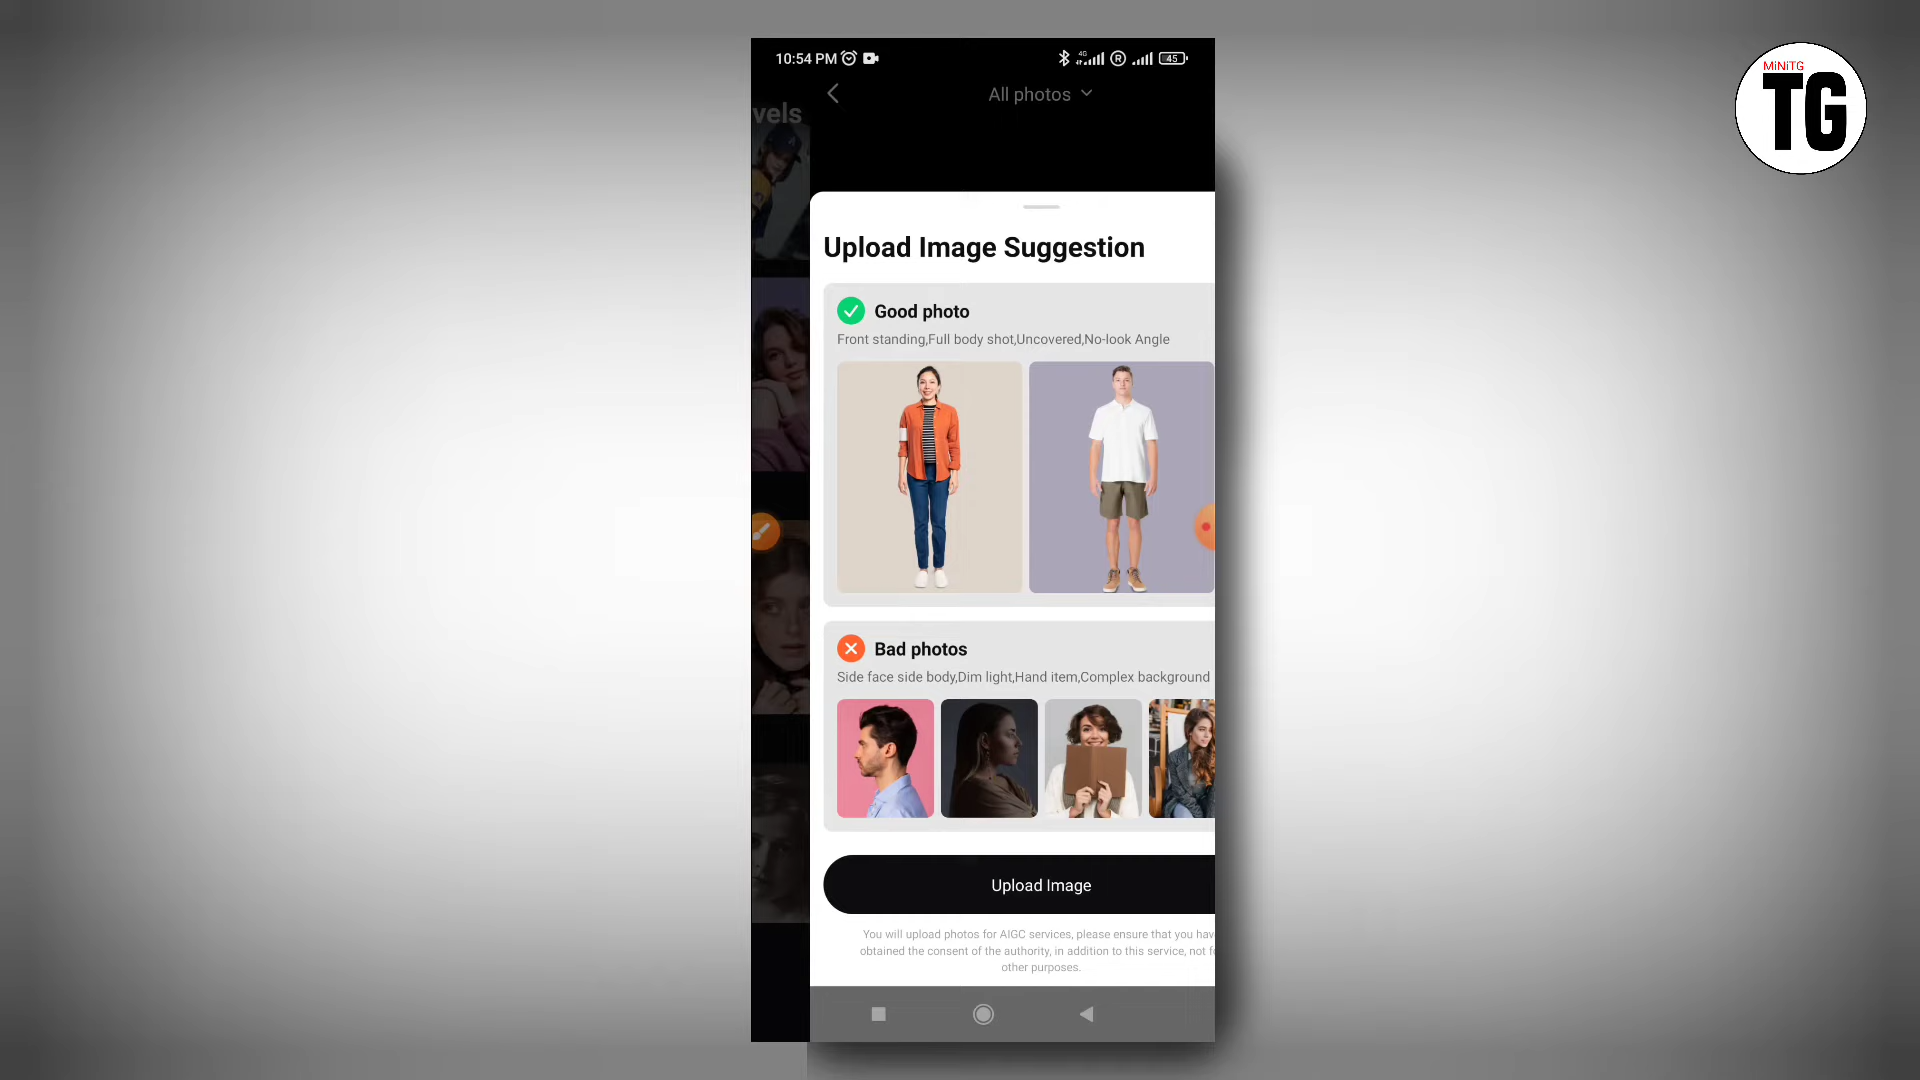 MiNiTG
TG
10:54 PM
4G
R
45
All photos
vels
Upload Image Suggestion
Good photo
Front standing,Full body shot,Uncovered,No-look Angle
Bad photos
Side face side body,Dim light,Hand item,Complex background
Upload Image
You will upload photos for AIGC services, please ensure that you have
obtained the consent of the authority, in addition to this service, not f
other purposes.